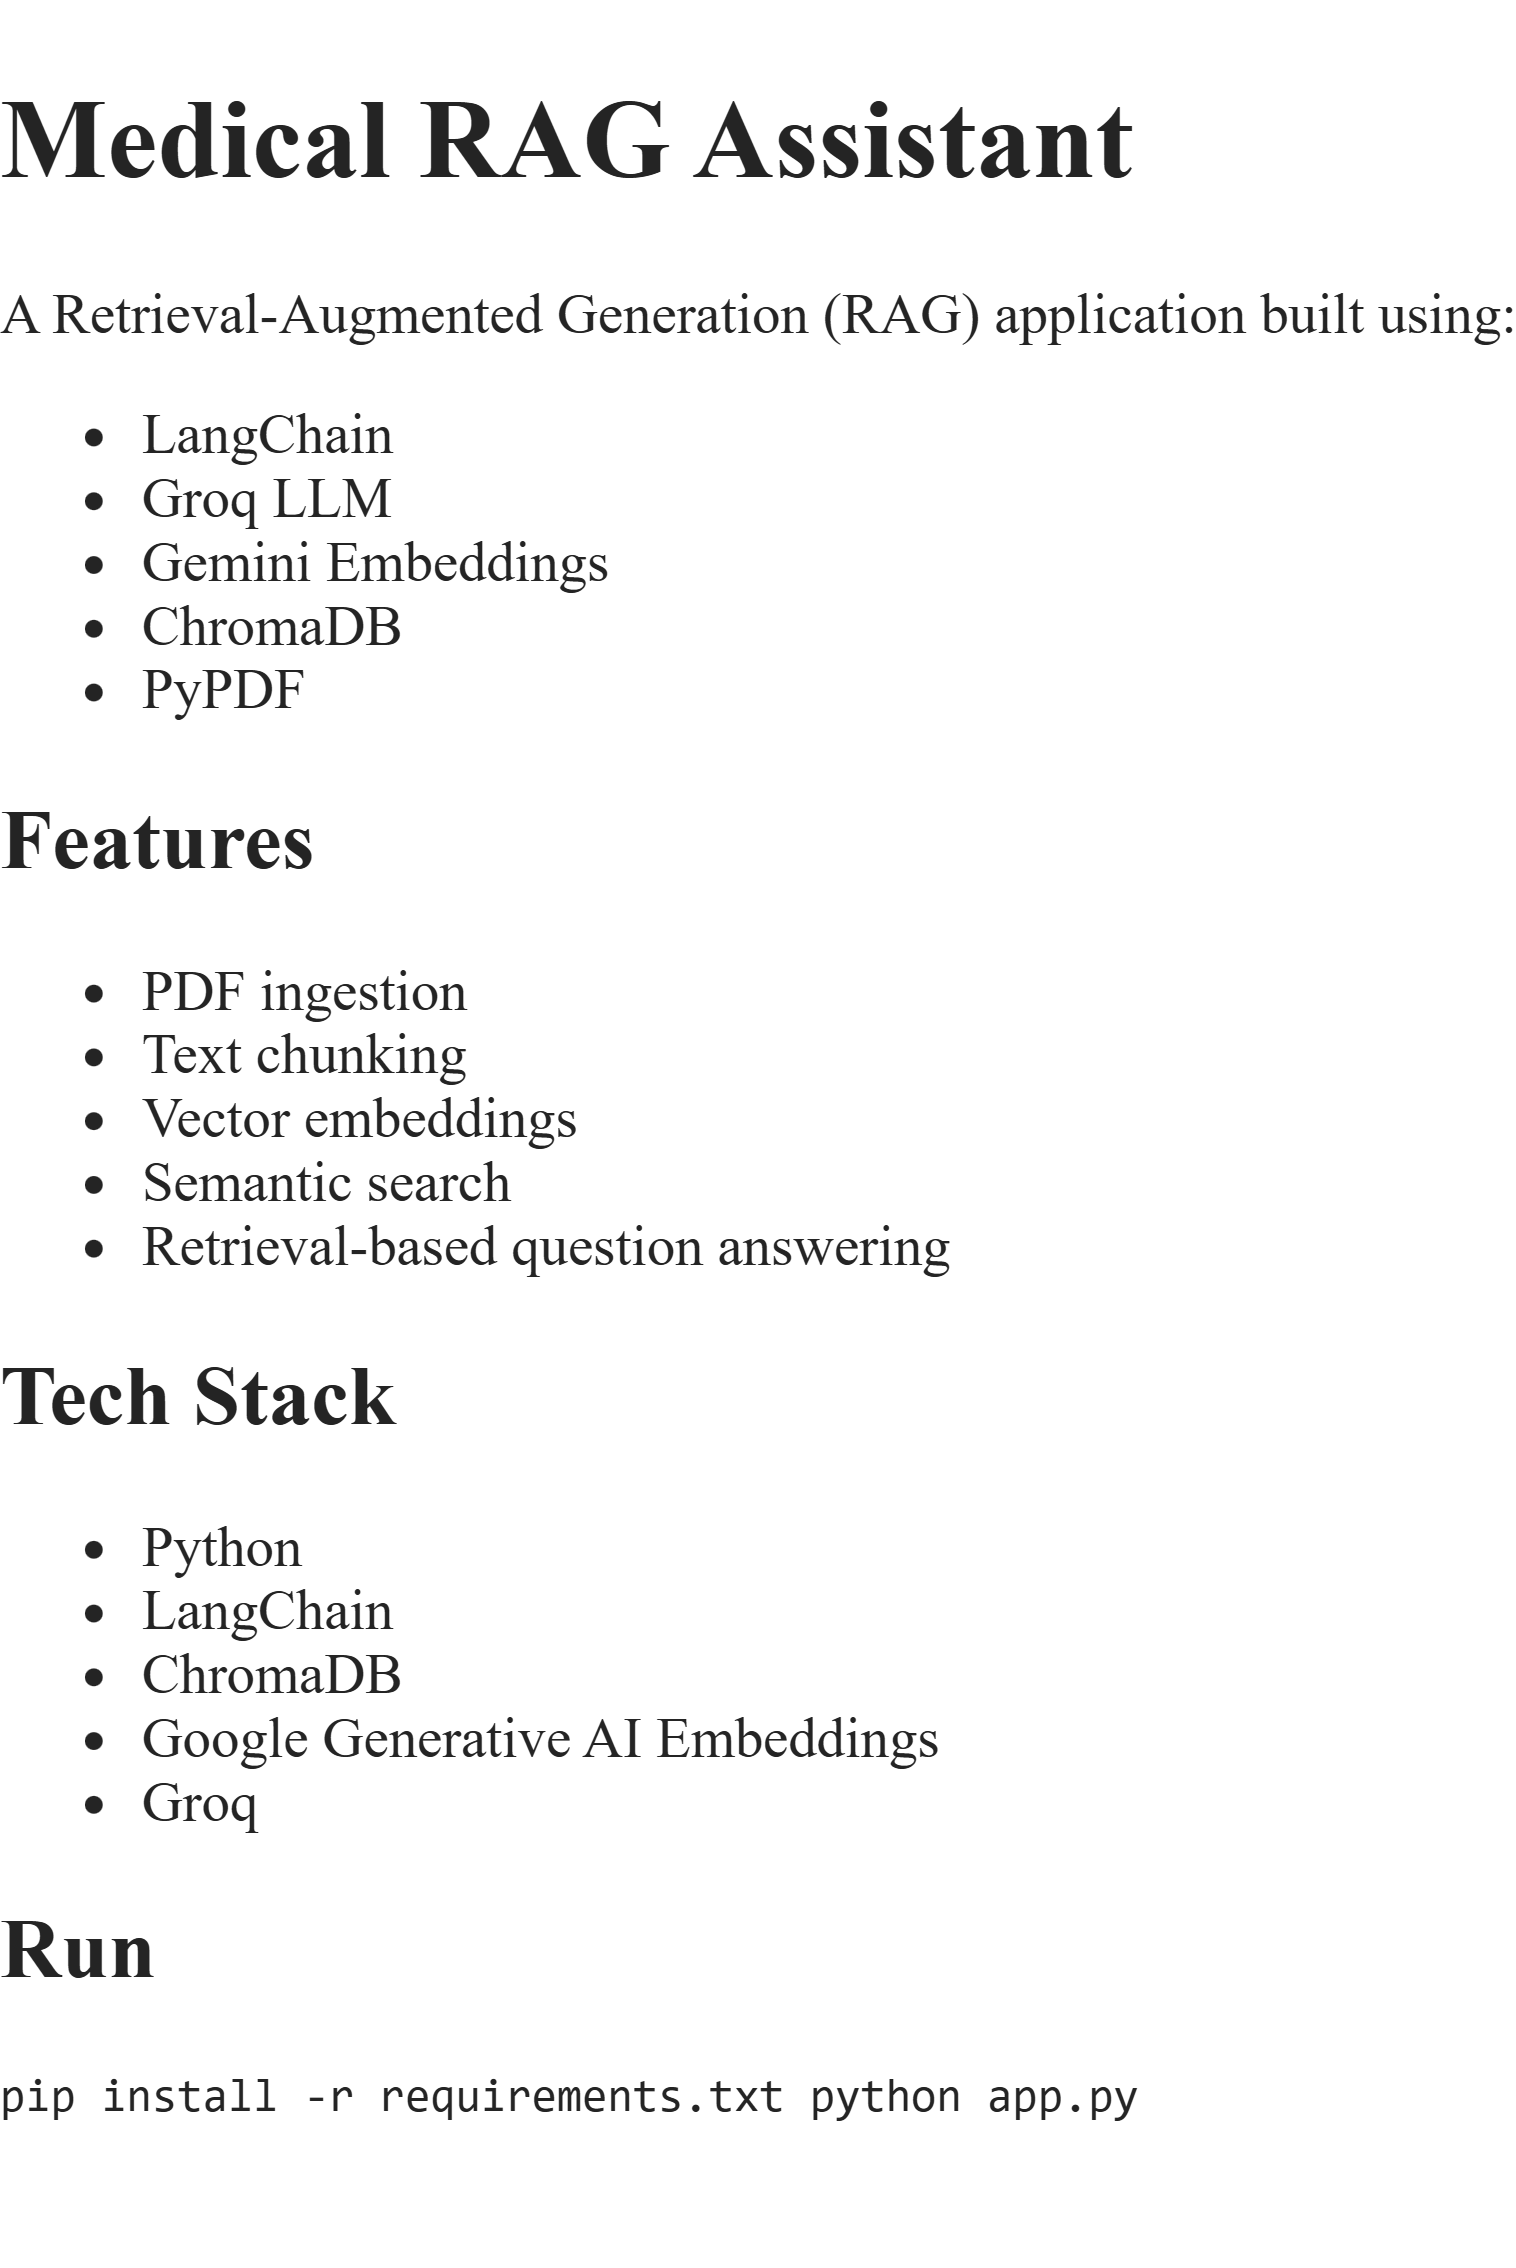 Medical RAG Assistant
A Retrieval-Augmented Generation (RAG) application built using:
• LangChain
• Groq LLM
• Gemini Embeddings
• ChromaDB
• PyPDF
Features
• PDF ingestion
• Text chunking
• Vector embeddings
• Semantic search
• Retrieval-based question answering
Tech Stack
• Python
• LangChain
• ChromaDB
• Google Generative AI Embeddings
• Groq
Run
pip install -r requirements.txt python app.py